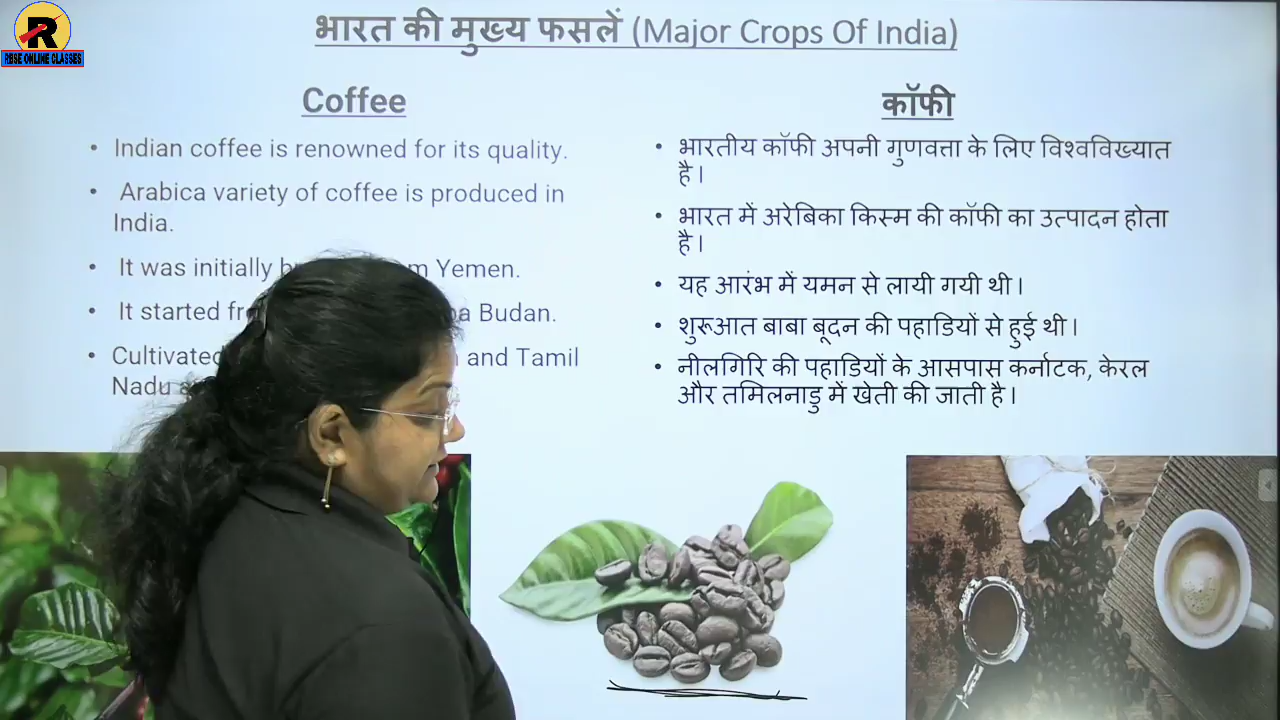 R
RBSE ONLINE CLASSES
भारत की मुख्य फसलें (Major Crops Of India)
Coffee
• Indian coffee is renowned for its quality.
• Arabica variety of coffee is produced in
India.
• It was initially Yemen.
• It started Budan.
• Cultivated and Tamil
Nadu
कॉफी
• भारतीय कॉफी अपनी गुणवत्ता के लिए विश्वविख्यात
है।
• भारत में अरेबिका किस्म की कॉफी का उत्पादन होता
है।
• यह आरंभ में यमन से लायी गयी थी।
• शुरूआत बाबा बूदन की पहाडियों से हुई थी।
• नीलगिरि की पहाडियों के आसपास कर्नाटक, केरल
और तमिलनाडु में खेती की जाती है।